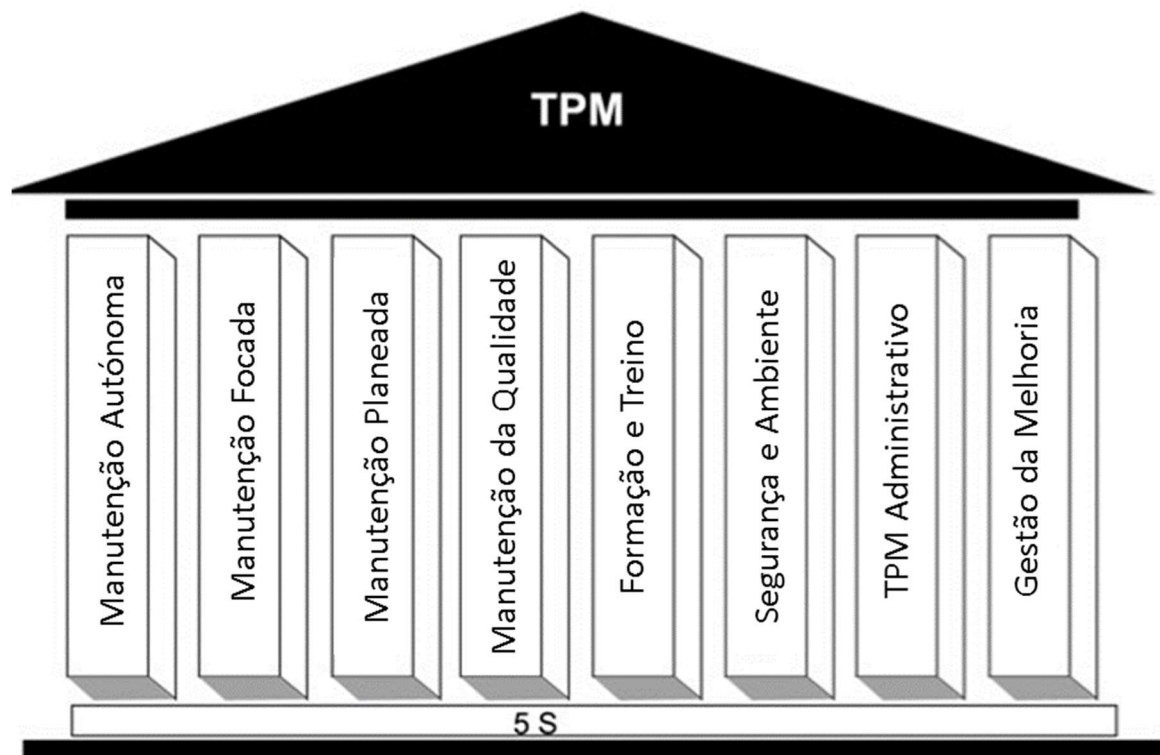 TPM
Manutenção Autónoma
Manutenção Focada
Manutenção Planeada
Manutenção da Qualidade
Formação e Treino
Segurança e Ambiente
TPM Administrativo
Gestão da Melhoria
5 S